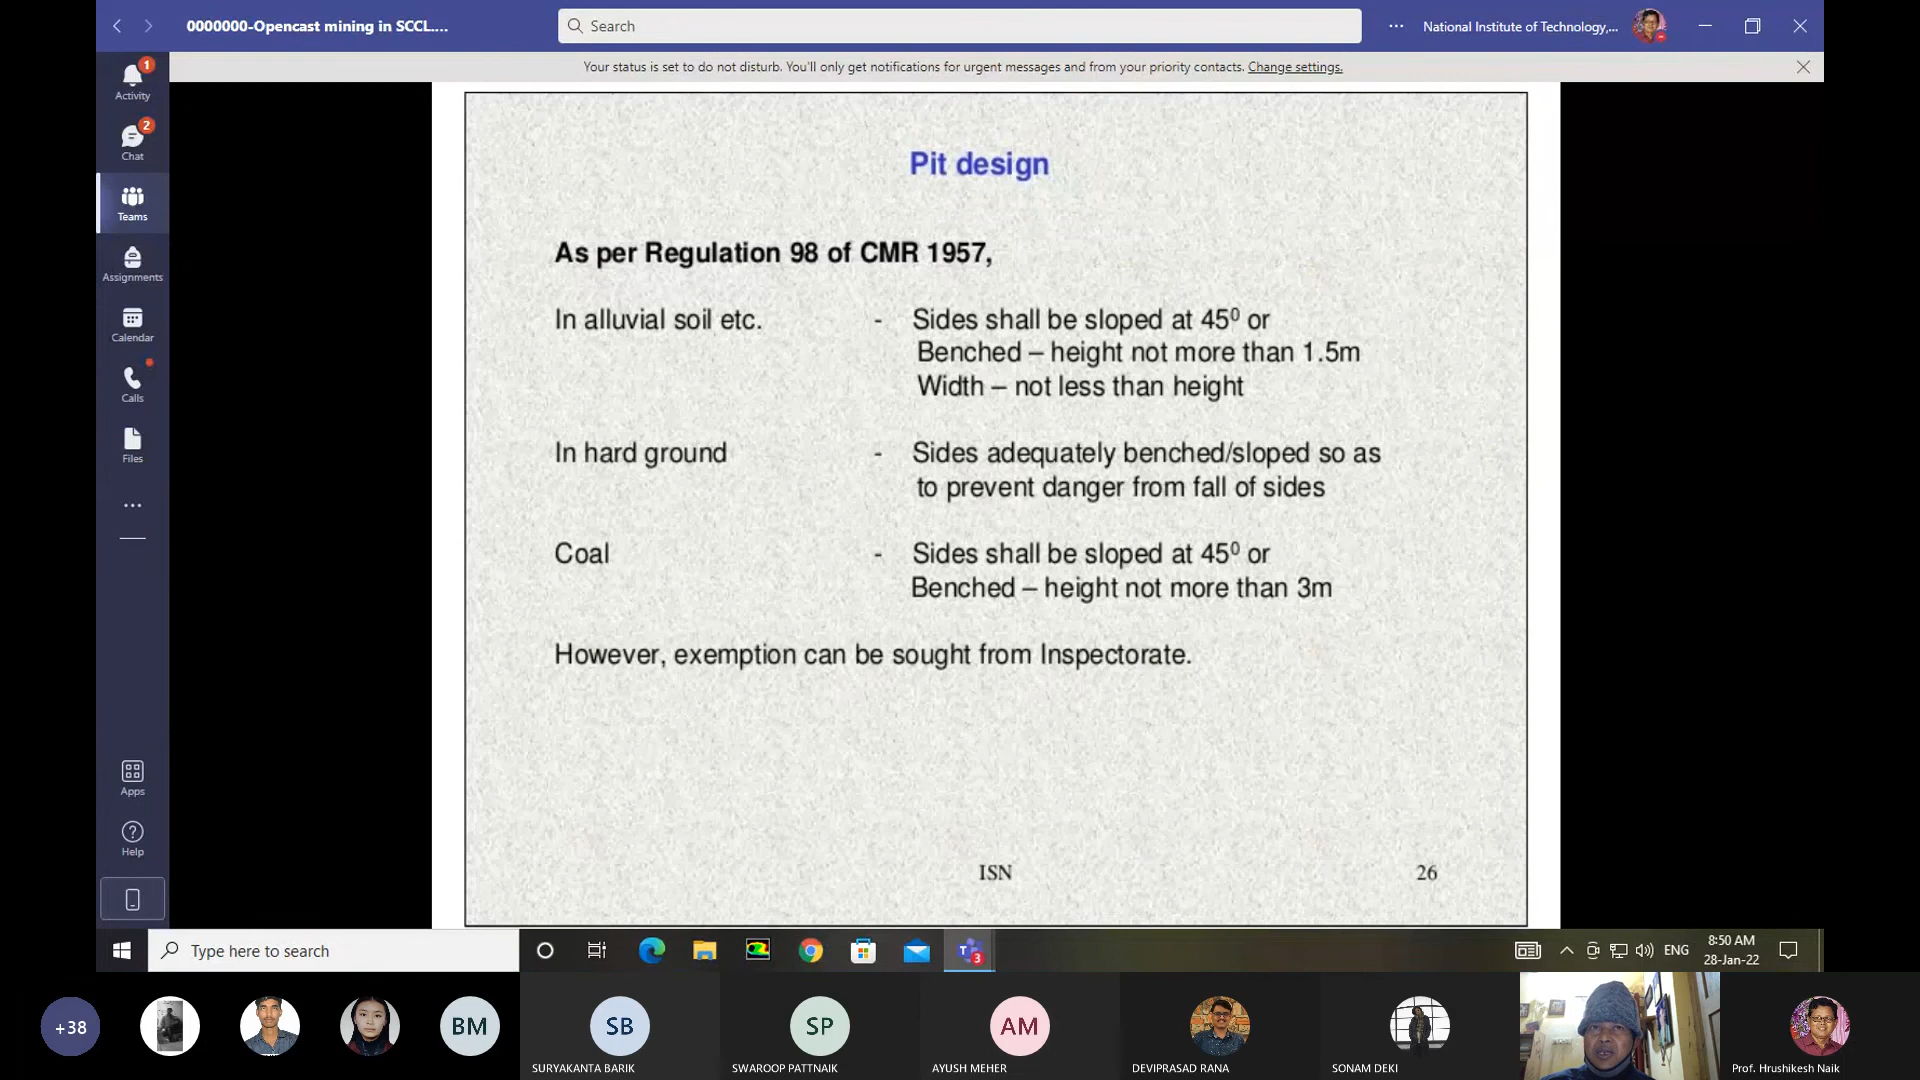 0000000-Opencast mining in SCCL....
Search
National Institute of Technology,...
Your status is set to do not disturb. You'll only get notifications for urgent messages and from your priority contacts. Change settings.
1
Activity
2
Chat
Teams
Assignments
Calendar
Calls
Files
Apps
Help
Pit design
As per Regulation 98 of CMR 1957,
In alluvial soil etc. - Sides shall be sloped at 45⁰ or
Benched – height not more than 1.5m
Width – not less than height
In hard ground - Sides adequately benched/sloped so as
to prevent danger from fall of sides
Coal - Sides shall be sloped at 45⁰ or
Benched – height not more than 3m
However, exemption can be sought from Inspectorate.
ISN 26
Type here to search
3
ENG
8:50 AM
28-Jan-22
+38
BM
SB
SP
AM
SURYAKANTA BARIK
SWAROOP PATTNAIK
AYUSH MEHER
DEVIPRASAD RANA
SONAM DEKI
Prof. Hrushikesh Naik